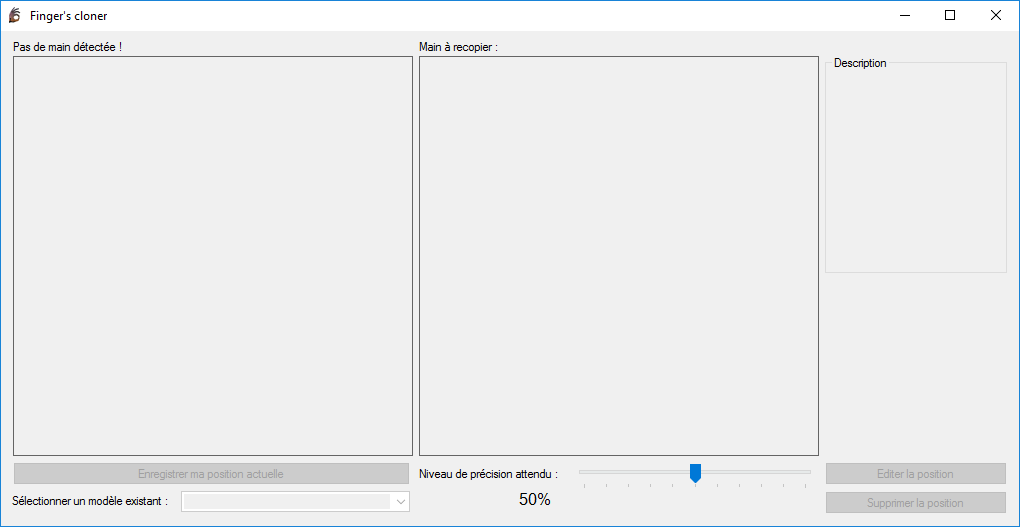 Finger's cloner
Pas de main détectée !
Main à recopier :
Description
Enregistrer ma position actuelle
Niveau de précision attendu :
Editer la position
Sélectionner un modèle existant :
50%
Supprimer la position